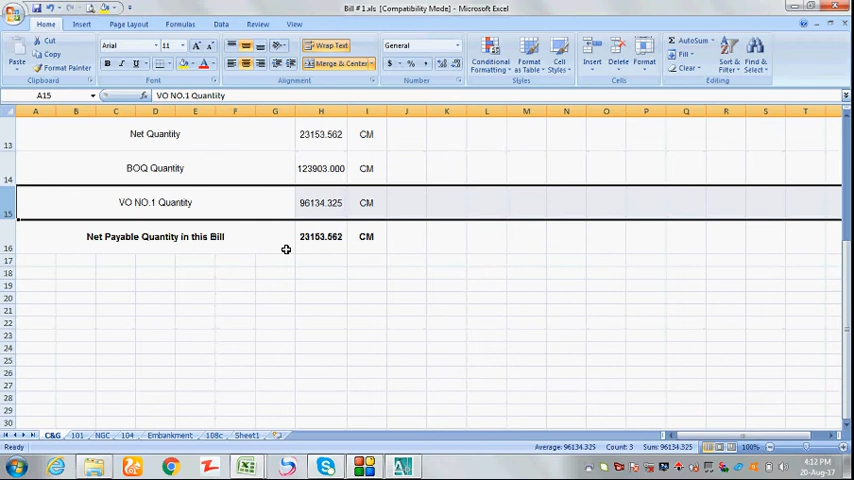 Bill # 1.xls [Compatibility Mode] - Microsoft Excel
Home Insert Page Layout Formulas Data Review View
Paste
Cut
Copy
Format Painter
Clipboard
Arial 11
B I U
Font
Wrap Text
Merge & Center
Alignment
General
$ % ,
Number
Conditional Formatting
Format as Table
Cell Styles
Styles
Insert Delete Format
Cells
Σ AutoSum
Fill
Clear
Sort & Filter
Find & Select
Editing
A15 fx VO NO.1 Quantity
A B C D E F G H I J K L M N O P Q R S T
13 Net Quantity 23153.562 CM
14 BOQ Quantity 123903.000 CM
15 VO NO.1 Quantity 96134.325 CM
16 Net Payable Quantity in this Bill 23153.562 CM
17
18
19
20
21
22
23
24
25
26
27
28
29
30
C&G 101 NGC 104 Embankment 108c Sheet1
Ready Average: 96134.325 Count: 3 Sum: 96134.325 100%
4:12 PM
20-Aug-17